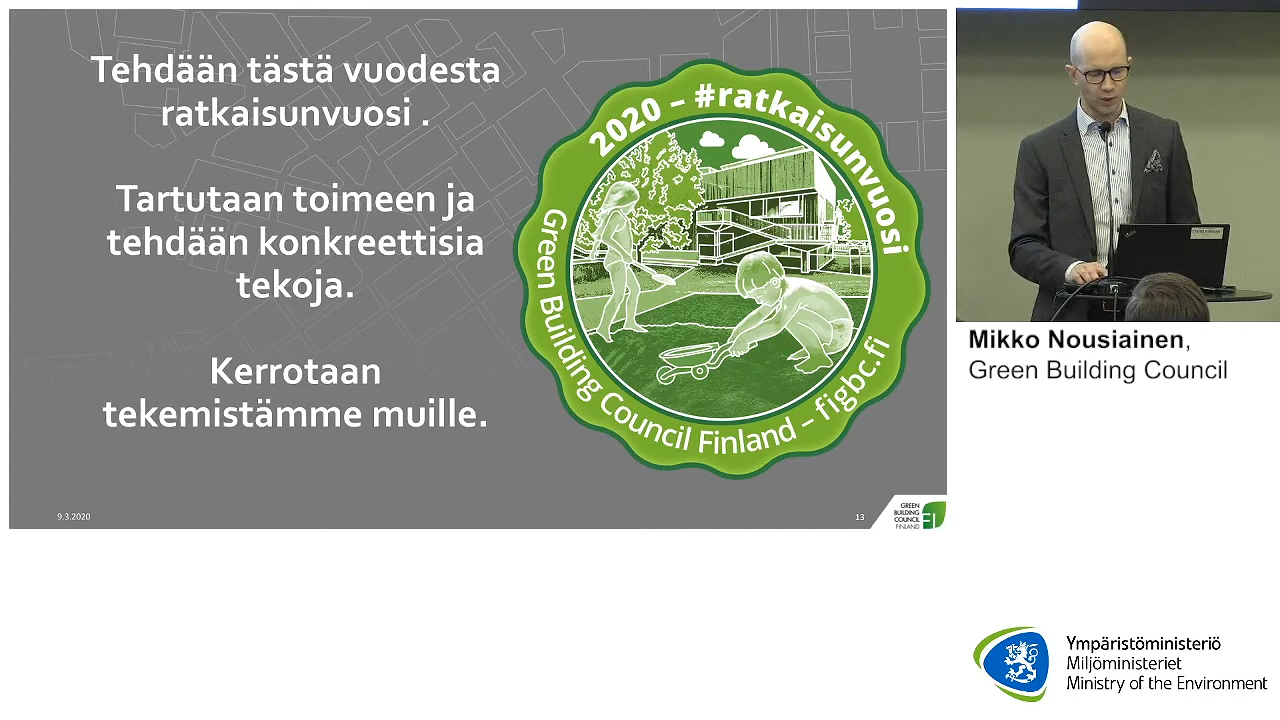 Tehdään tästä vuodesta
ratkaisunvuosi .
Tartutaan toimeen ja
tehdään konkreettisia
tekoja.
Kerrotaan
tekemistämme muille.
2020 – #ratkaisunvuosi
Green Building Council Finland – figbc.fi
9.3.2020
13
GREEN
BUILDING
COUNCIL
FINLAND
FI
Mikko Nousiainen,
Green Building Council
Ympäristöministeriö
Miljöministeriet
Ministry of the Environment